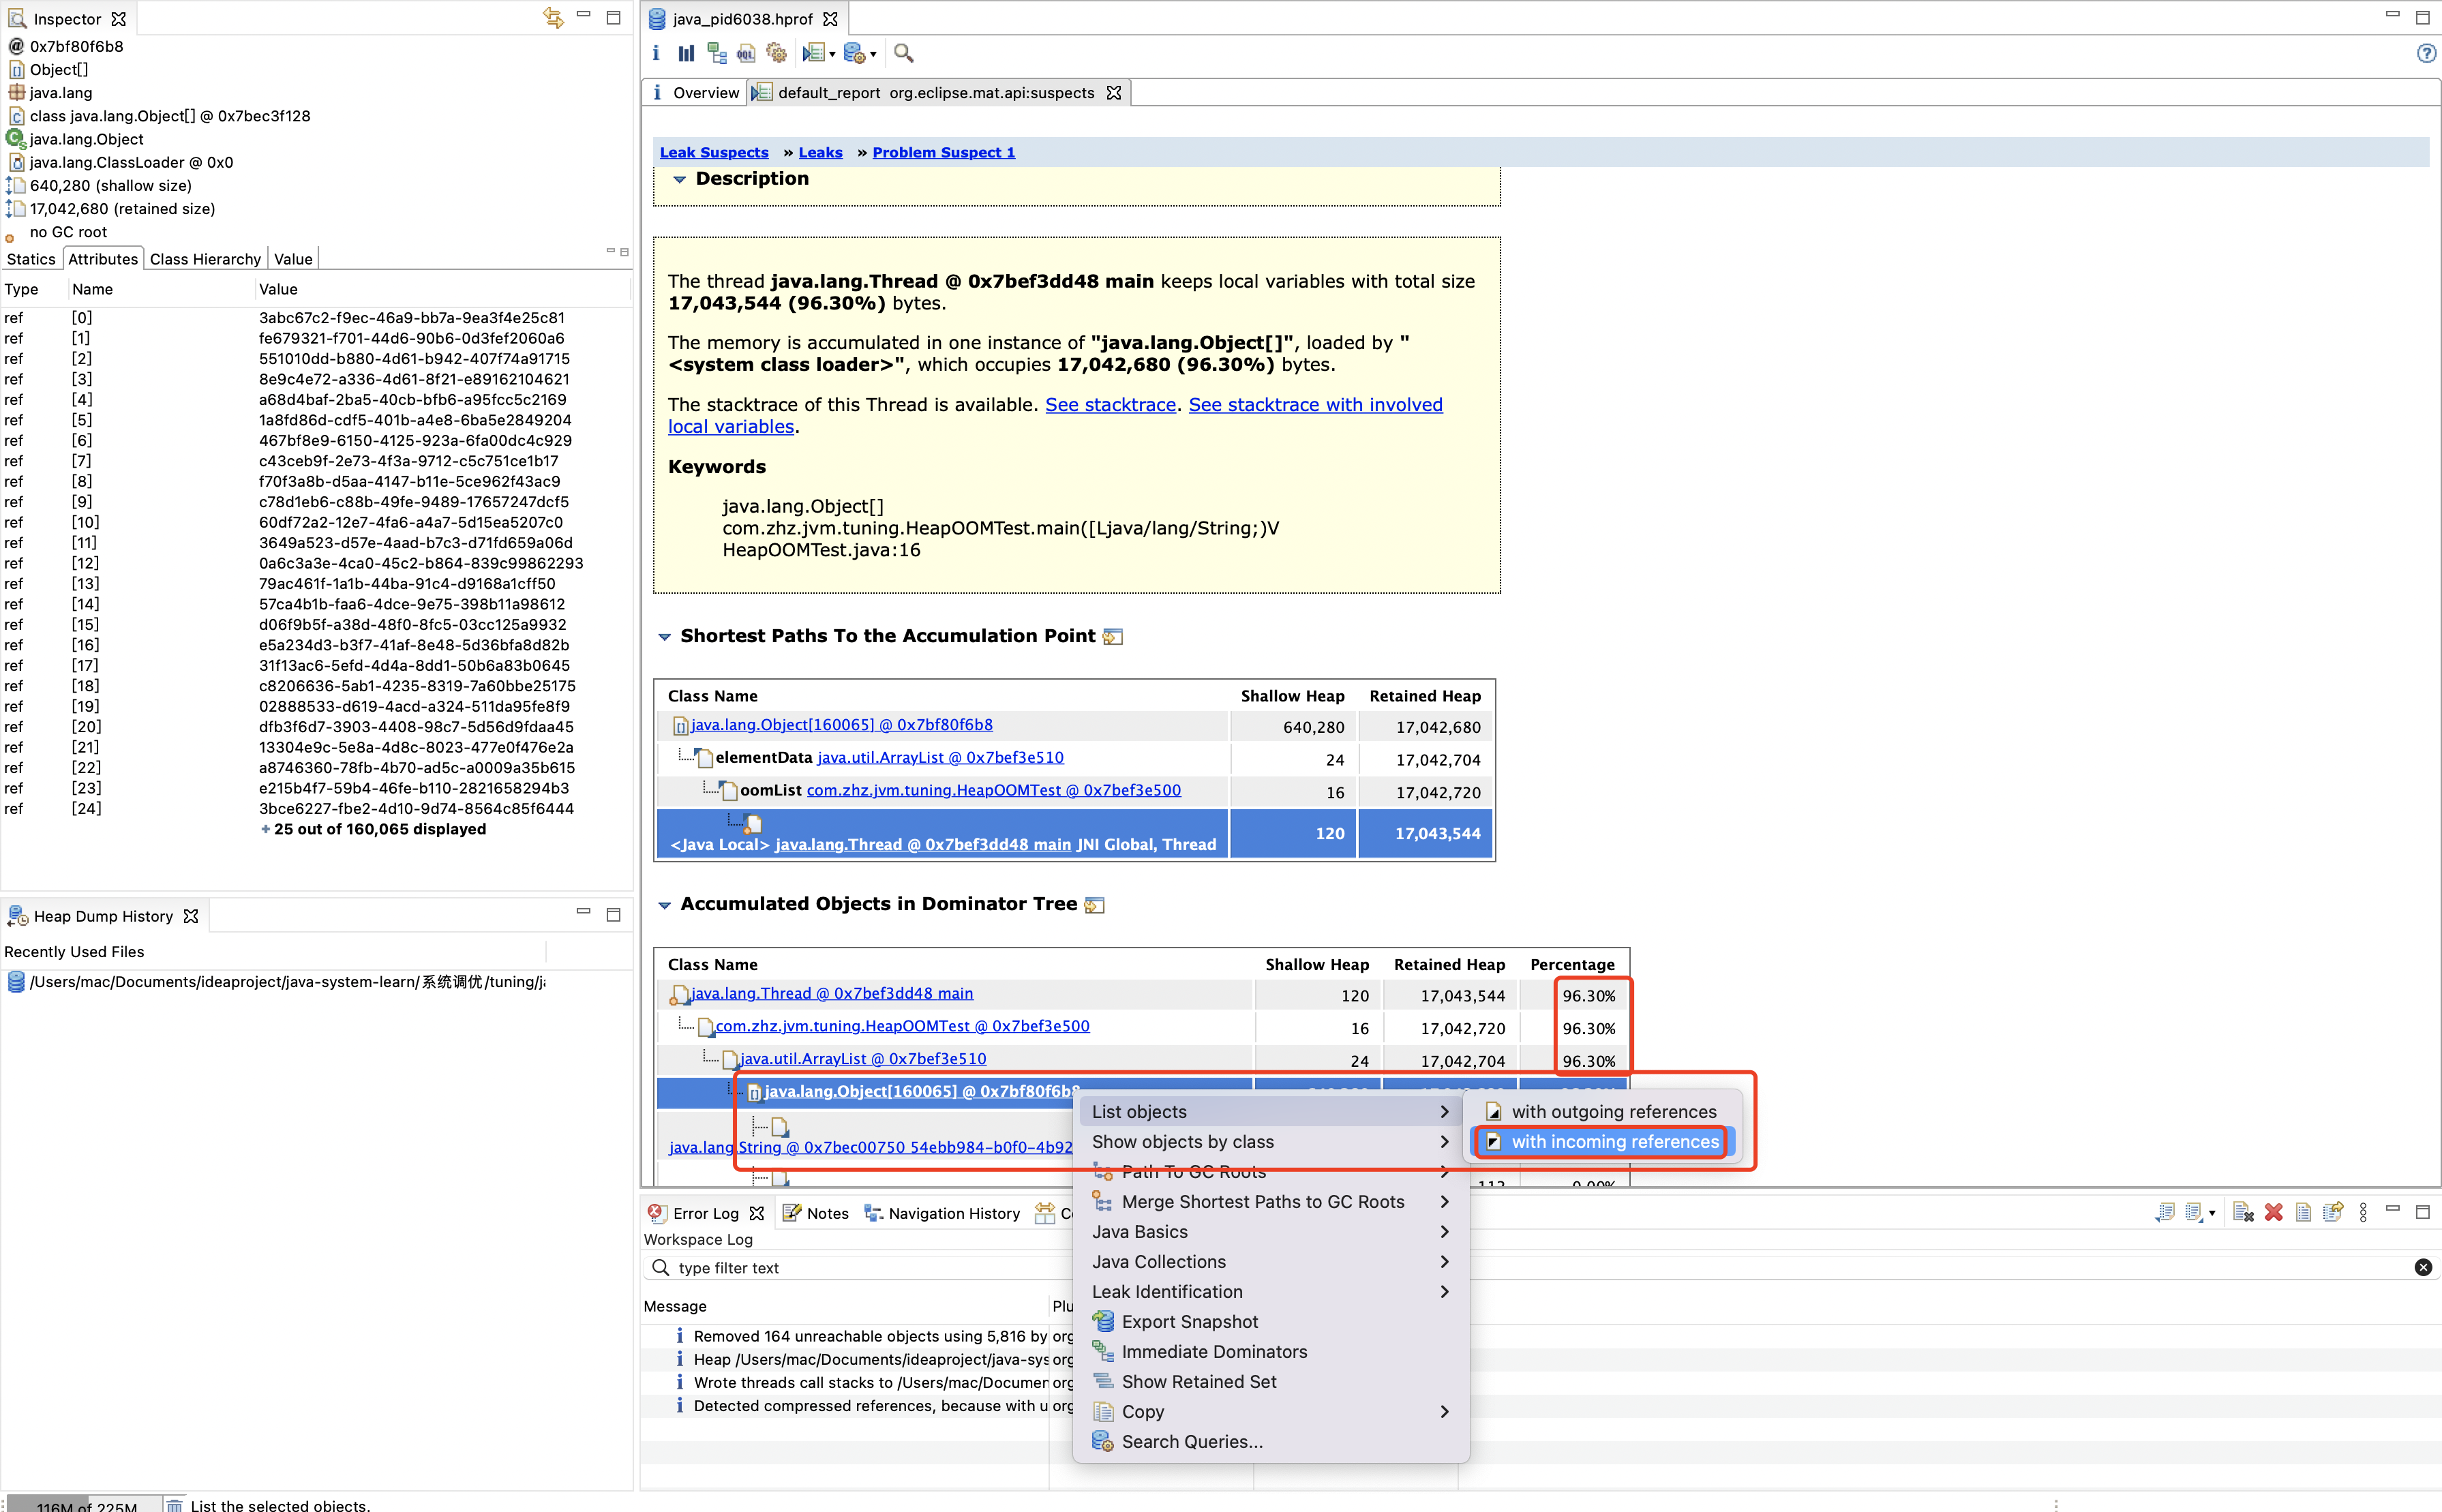 Inspector
@ 0x7bf80f6b8
Object[]
java.lang
class java.lang.Object[] @ 0x7bec3f128
java.lang.Object
java.lang.ClassLoader @ 0x0
640,280 (shallow size)
17,042,680 (retained size)
no GC root
Statics Attributes Class Hierarchy Value
Type Name Value
ref [0] 3abc67c2-f9ec-46a9-bb7a-9ea3f4e25c81
ref [1] fe679321-f701-44d6-90b6-0d3fef2060a6
ref [2] 551010dd-b880-4d61-b942-407f74a91715
ref [3] 8e9c4e72-a336-4d61-8f21-e89162104621
ref [4] a68d4baf-2ba5-40cb-bfb6-a95fcc5c2169
ref [5] 1a8fd86d-cdf5-401b-a4e8-6ba5e2849204
ref [6] 467bf8e9-6150-4125-923a-6fa00dc4c929
ref [7] c43ceb9f-2e73-4f3a-9712-c5c751ce1b17
ref [8] f70f3a8b-d5aa-4147-b11e-5ce962f43ac9
ref [9] c78d1eb6-c88b-49fe-9489-17657247dcf5
ref [10] 60df72a2-12e7-4fa6-a4a7-5d15ea5207c0
ref [11] 3649a523-d57e-4aad-b7c3-d71fd659a06d
ref [12] 0a6c3a3e-4ca0-45c2-b864-839c99862293
ref [13] 79ac461f-1a1b-44ba-91c4-d9168a1cff50
ref [14] 57ca4b1b-faa6-4dce-9e75-398b11a98612
ref [15] d06f9b5f-a38d-48f0-8fc5-03cc125a9932
ref [16] e5a234d3-b3f7-41af-8e48-5d36bfa8d82b
ref [17] 31f13ac6-5efd-4d4a-8dd1-50b6a83b0645
ref [18] c8206636-5ab1-4235-8319-7a60bbe25175
ref [19] 02888533-d619-4acd-a324-511da95fe8f9
ref [20] dfb3f6d7-3903-4408-98c7-5d56d9fdaa45
ref [21] 13304e9c-5e8a-4d8c-8023-477e0f476e2a
ref [22] a8746360-78fb-4b70-ad5c-a0009a35b615
ref [23] e215b4f7-59b4-46fe-b110-2821658294b3
ref [24] 3bce6227-fbe2-4d10-9d74-8564c85f6444
+ 25 out of 160,065 displayed
Heap Dump History
Recently Used Files
/Users/mac/Documents/ideaproject/java-system-learn/系统调优/tuning/ja
116M of 225M List the selected objects.
java_pid6038.hprof
Overview default_report org.eclipse.mat.api:suspects
Leak Suspects » Leaks » Problem Suspect 1
Description
The thread java.lang.Thread @ 0x7bef3dd48 main keeps local variables with total size
17,043,544 (96.30%) bytes.
The memory is accumulated in one instance of "java.lang.Object[]", loaded by "
<system class loader>", which occupies 17,042,680 (96.30%) bytes.
The stacktrace of this Thread is available. See stacktrace. See stacktrace with involved
local variables.
Keywords
java.lang.Object[]
com.zhz.jvm.tuning.HeapOOMTest.main([Ljava/lang/String;)V
HeapOOMTest.java:16
Shortest Paths To the Accumulation Point
Class Name Shallow Heap Retained Heap
java.lang.Object[160065] @ 0x7bf80f6b8 640,280 17,042,680
elementData java.util.ArrayList @ 0x7bef3e510 24 17,042,704
oomList com.zhz.jvm.tuning.HeapOOMTest @ 0x7bef3e500 16 17,042,720
<Java Local> java.lang.Thread @ 0x7bef3dd48 main JNI Global, Thread 120 17,043,544
Accumulated Objects in Dominator Tree
Class Name Shallow Heap Retained Heap Percentage
java.lang.Thread @ 0x7bef3dd48 main 120 17,043,544 96.30%
com.zhz.jvm.tuning.HeapOOMTest @ 0x7bef3e500 16 17,042,720 96.30%
java.util.ArrayList @ 0x7bef3e510 24 17,042,704 96.30%
java.lang.Object[160065] @ 0x7bf80f6b8
java.lang.String @ 0x7bec00750 54ebb984-b0f0-4b92
List objects
Show objects by class
Path To GC Roots
Merge Shortest Paths to GC Roots
Java Basics
Java Collections
Leak Identification
Export Snapshot
Immediate Dominators
Show Retained Set
Copy
Search Queries...
with outgoing references
with incoming references
Error Log Notes Navigation History
Workspace Log
type filter text
Message Plu
Removed 164 unreachable objects using 5,816 by org
Heap /Users/mac/Documents/ideaproject/java-sys org
Wrote threads call stacks to /Users/mac/Documen org
Detected compressed references, because with u org